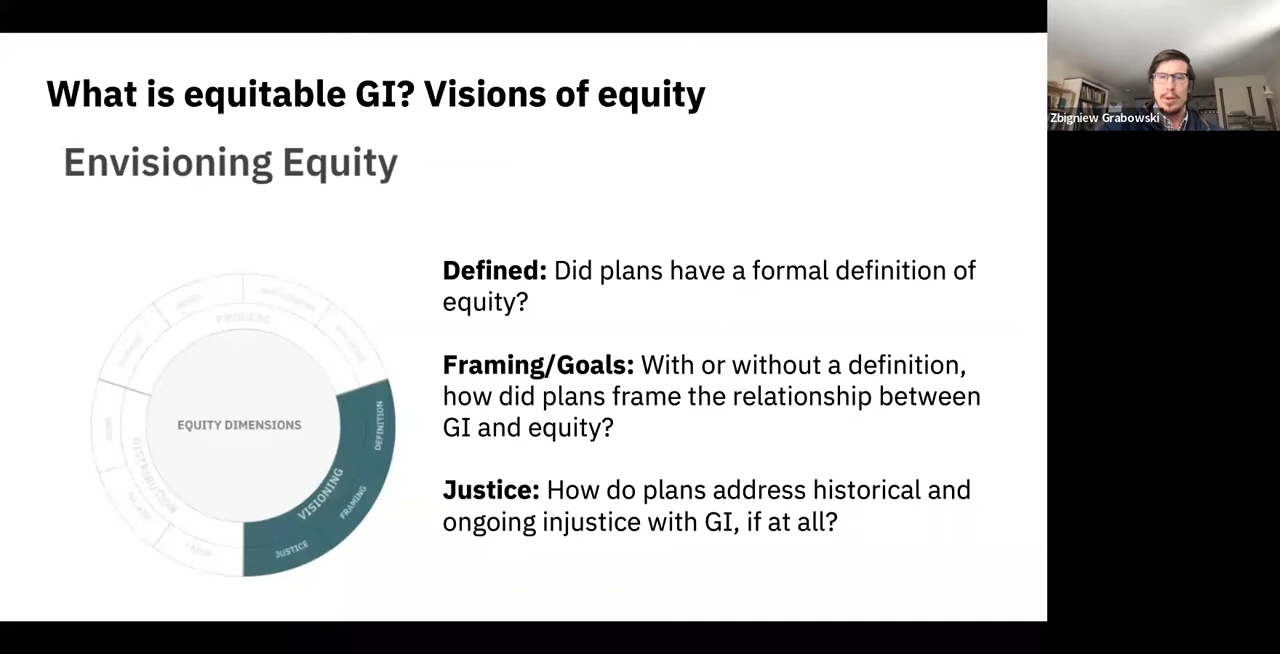 What is equitable GI? Visions of equity
Zbigniew Grabowski
Envisioning Equity
Defined: Did plans have a formal definition of
equity?
Framing/Goals: With or without a definition,
how did plans frame the relationship between
GI and equity?
Justice: How do plans address historical and
ongoing injustice with GI, if at all?
PROCESS
EQUITY DIMENSIONS
DEFINITION
DISTRIBUTION
VISIONING
FRAMING
JUSTICE